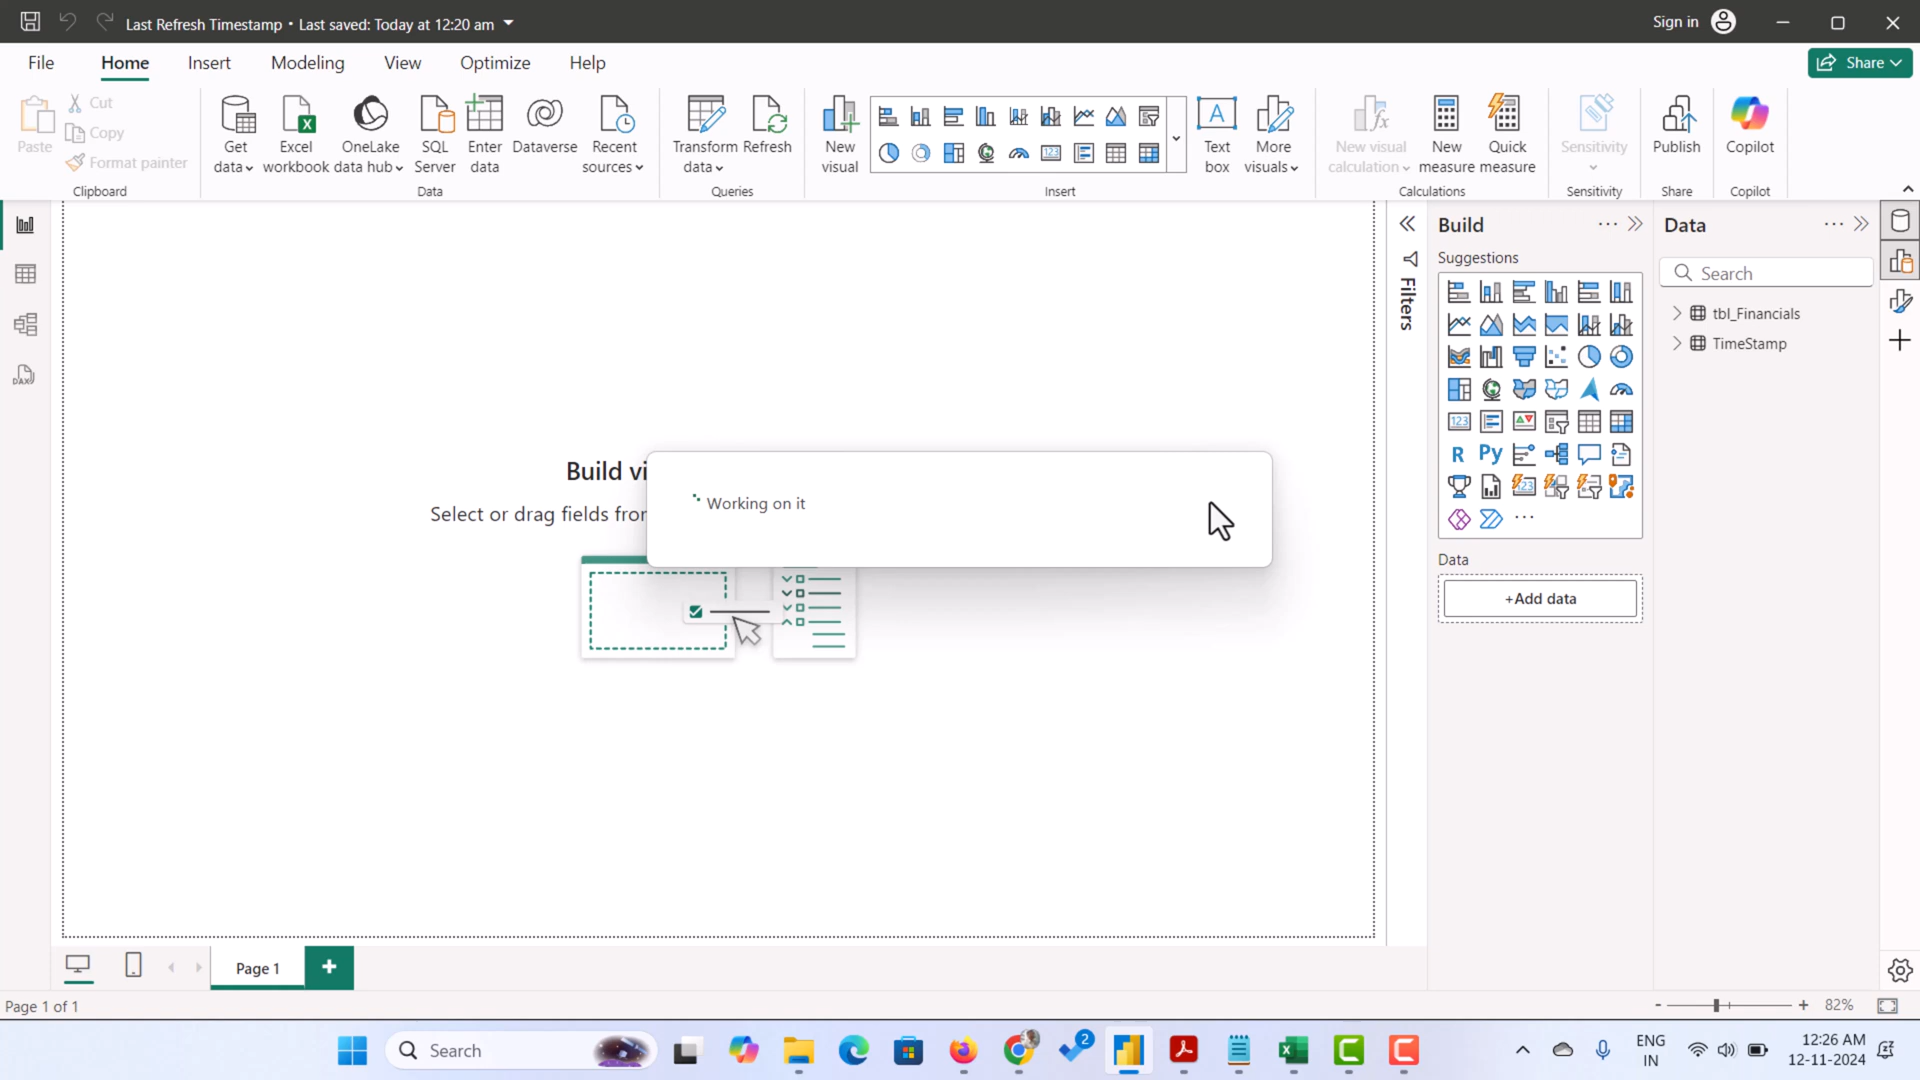 Last Refresh Timestamp • Last saved: Today at 12:20 am
Sign in
File
Home
Insert
Modeling
View
Optimize
Help
Share
Paste
Cut
Copy
Format painter
Clipboard
Get
data
Excel
workbook
OneLake
data hub
SQL
Server
Enter
data
Dataverse
Recent
sources
Data
Transform
data
Refresh
Queries
New
visual
Text
box
More
visuals
Insert
New visual
calculation
New
measure
Quick
measure
Calculations
Sensitivity
Sensitivity
Publish
Share
Copilot
Copilot
DAX
Build vi
Select or drag fields fror
Working on it
Filters
Build
Suggestions
123
R
Py
123
Data
+Add data
Data
Search
tbl_Financials
TimeStamp
Page 1
Page 1 of 1
82%
Search
2
ENG
IN
12:26 AM
12-11-2024